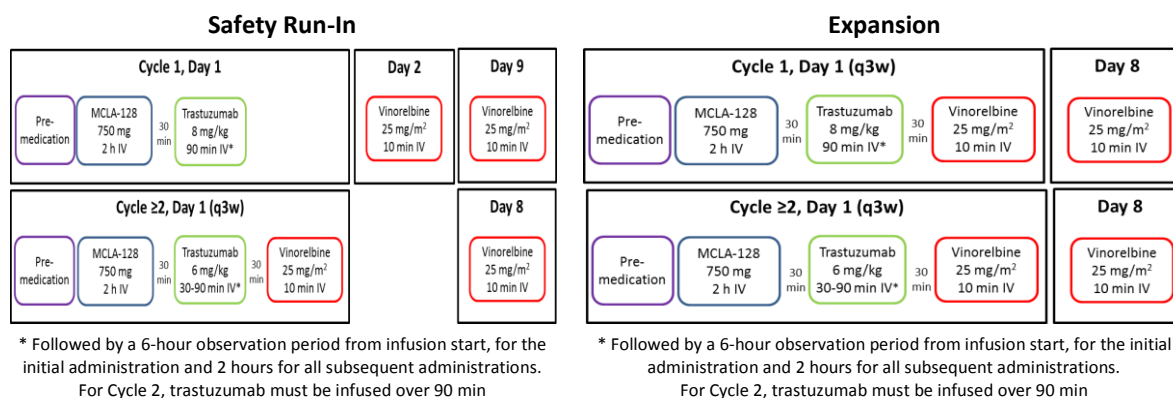 Safety Run-In
Cycle 1, Day 1
Pre-
medication
MCLA-128
750 mg
2 h IV
30
min
Trastuzumab
8 mg/kg
90 min IV*
Day 2
Vinorelbine
25 mg/m²
10 min IV
Day 9
Vinorelbine
25 mg/m²
10 min IV
Cycle ≥2, Day 1 (q3w)
Pre-
medication
MCLA-128
750 mg
2 h IV
30
min
Trastuzumab
6 mg/kg
30-90 min IV*
30
min
Vinorelbine
25 mg/m²
10 min IV
Day 8
Vinorelbine
25 mg/m²
10 min IV
* Followed by a 6-hour observation period from infusion start, for the
initial administration and 2 hours for all subsequent administrations.
For Cycle 2, trastuzumab must be infused over 90 min
Expansion
Cycle 1, Day 1 (q3w)
Pre-
medication
MCLA-128
750 mg
2 h IV
30
min
Trastuzumab
8 mg/kg
90 min IV*
30
min
Vinorelbine
25 mg/m²
10 min IV
Day 8
Vinorelbine
25 mg/m²
10 min IV
Cycle ≥2, Day 1 (q3w)
Pre-
medication
MCLA-128
750 mg
2 h IV
30
min
Trastuzumab
6 mg/kg
30-90 min IV*
30
min
Vinorelbine
25 mg/m²
10 min IV
Day 8
Vinorelbine
25 mg/m²
10 min IV
* Followed by a 6-hour observation period from infusion start, for the initial
administration and 2 hours for all subsequent administrations.
For Cycle 2, trastuzumab must be infused over 90 min